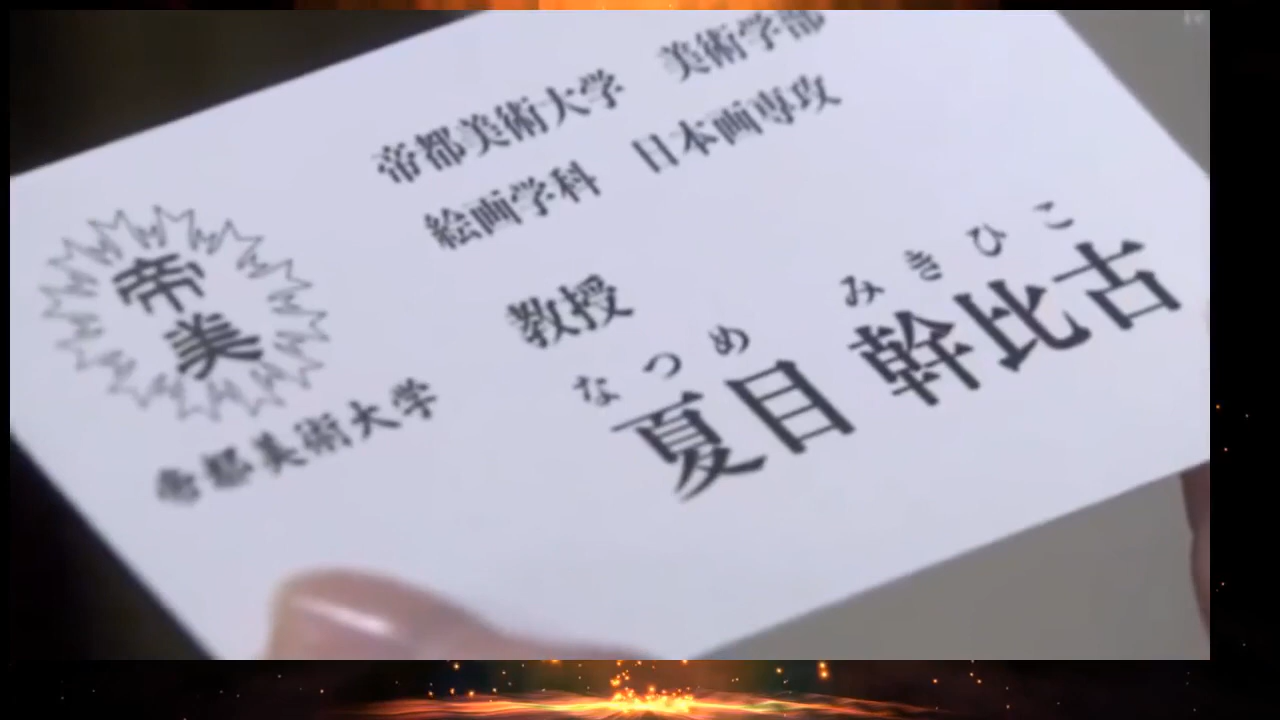 帝都美術大学 美術学部
絵画学科 日本画専攻
教授
なつめ みきひこ
夏目 幹比古
帝美
帝都美術大学